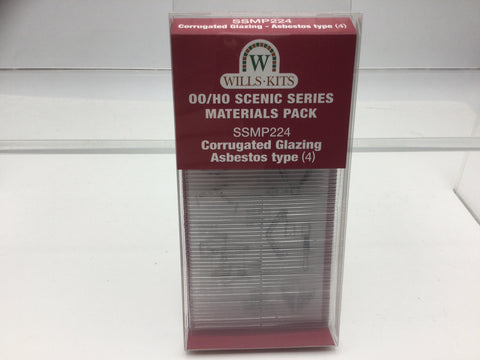 SSMP224
Corrugated Glazing - Asbestos type (4)
W
WILLS·KITS
OO/HO SCENIC SERIES
MATERIALS PACK
SSMP224
Corrugated Glazing
Asbestos type (4)